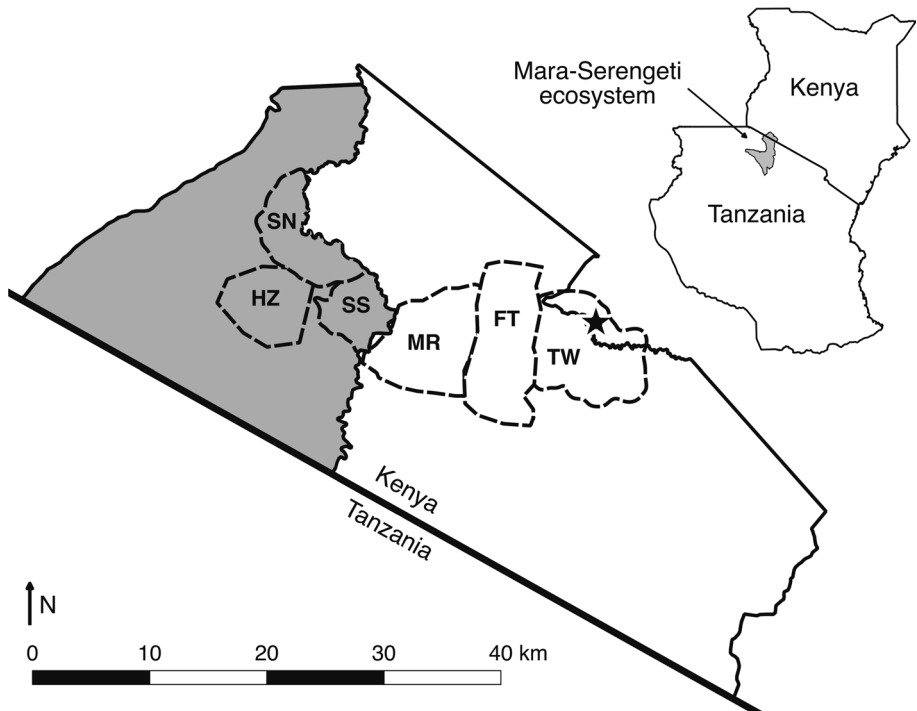 Mara-Serengeti
ecosystem
Kenya
Tanzania
SN
HZ
SS
MR
FT
TW
Kenya
Tanzania
N
0 10 20 30 40 km